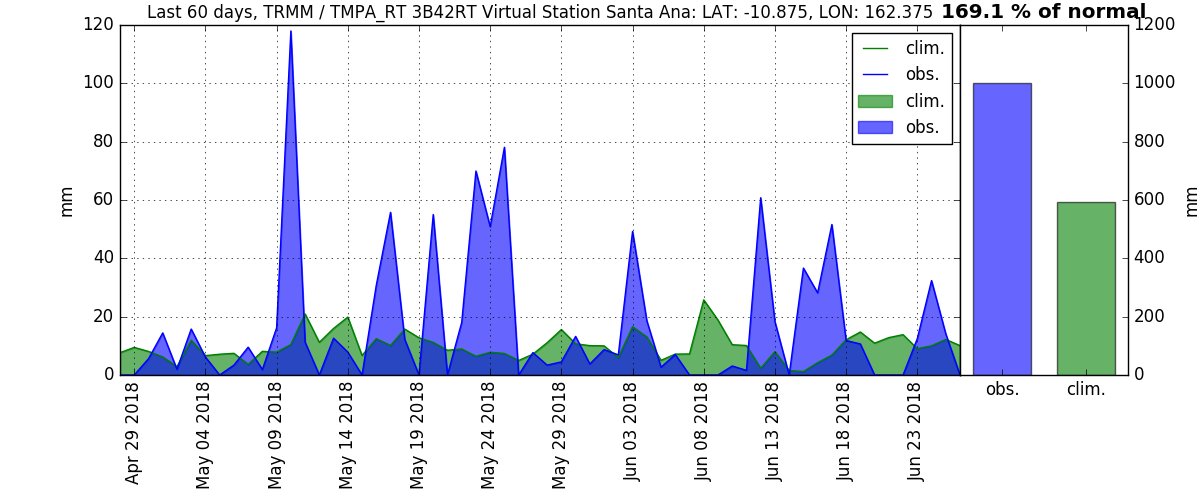 Last 60 days, TRMM / TMPA_RT 3B42RT Virtual Station Santa Ana: LAT: -10.875, LON: 162.375 169.1 % of normal
120
100
80
60
40
20
0
mm
clim.
obs.
clim.
obs.
1200
1000
800
600
400
200
0
mm
obs. clim.
Apr 29 2018
May 04 2018
May 09 2018
May 14 2018
May 19 2018
May 24 2018
May 29 2018
Jun 03 2018
Jun 08 2018
Jun 13 2018
Jun 18 2018
Jun 23 2018